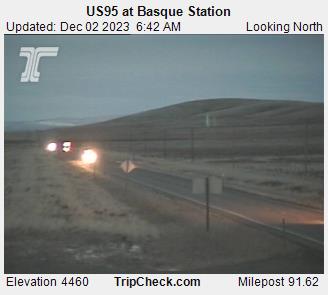 US95 at Basque Station
Updated: Dec 02 2023 6:42 AM Looking North
Elevation 4460 TripCheck.com Milepost 91.62